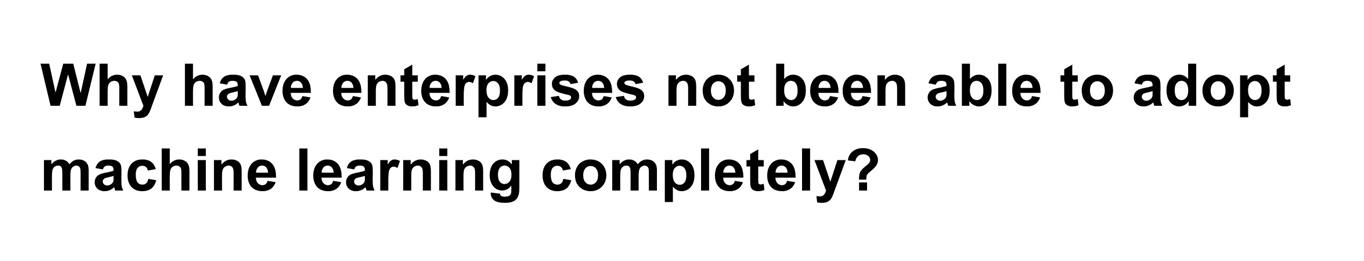 Why have enterprises not been able to adopt
machine learning completely?